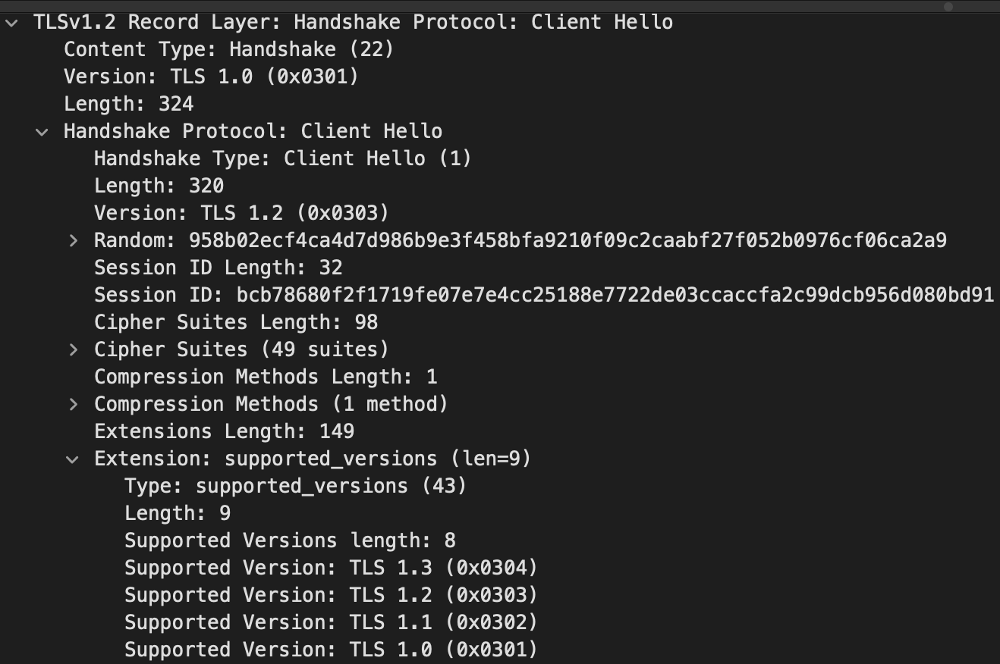 TLSv1.2 Record Layer: Handshake Protocol: Client Hello
Content Type: Handshake (22)
Version: TLS 1.0 (0x0301)
Length: 324
Handshake Protocol: Client Hello
Handshake Type: Client Hello (1)
Length: 320
Version: TLS 1.2 (0x0303)
Random: 958b02ecf4ca4d7d986b9e3f458bfa9210f09c2caabf27f052b0976cf06ca2a9
Session ID Length: 32
Session ID: bcb78680f2f1719fe07e7e4cc25188e7722de03ccaccfa2c99dcb956d080bd91
Cipher Suites Length: 98
Cipher Suites (49 suites)
Compression Methods Length: 1
Compression Methods (1 method)
Extensions Length: 149
Extension: supported_versions (len=9)
Type: supported_versions (43)
Length: 9
Supported Versions length: 8
Supported Version: TLS 1.3 (0x0304)
Supported Version: TLS 1.2 (0x0303)
Supported Version: TLS 1.1 (0x0302)
Supported Version: TLS 1.0 (0x0301)